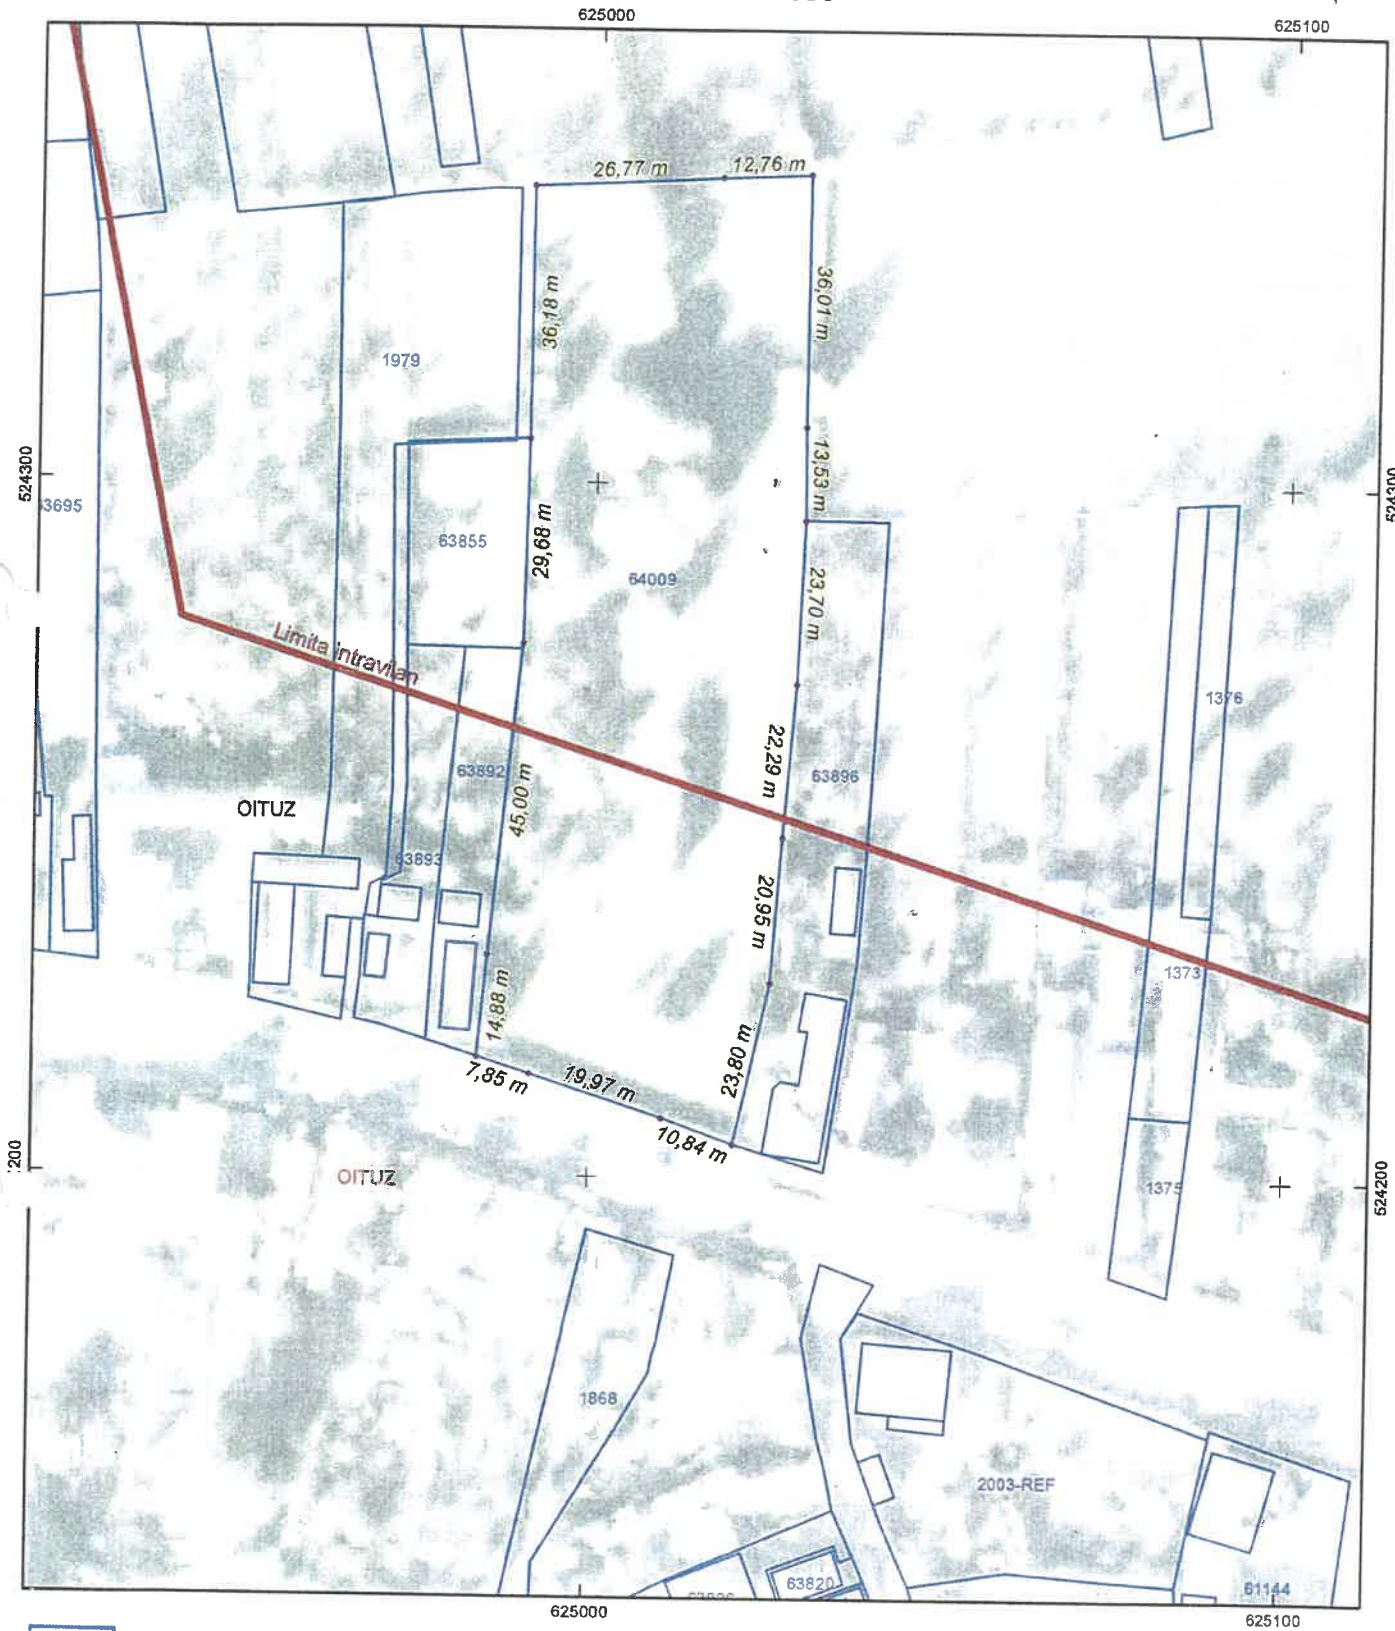 625000
625100
26,77 m
12,76 m
36,18 m
36,01 m
1979
13,53 m
524300
524300
3695
63855
29,68 m
64009
23,70 m
Limita intravilan
1376
22,29 m
63892
63896
45,00 m
OITUZ
63893
20,95 m
1373
14,88 m
23,80 m
7,85 m
19,97 m
10,84 m
200
OITUZ
1375
524200
1868
2003-REF
63820
61144
625000
625100